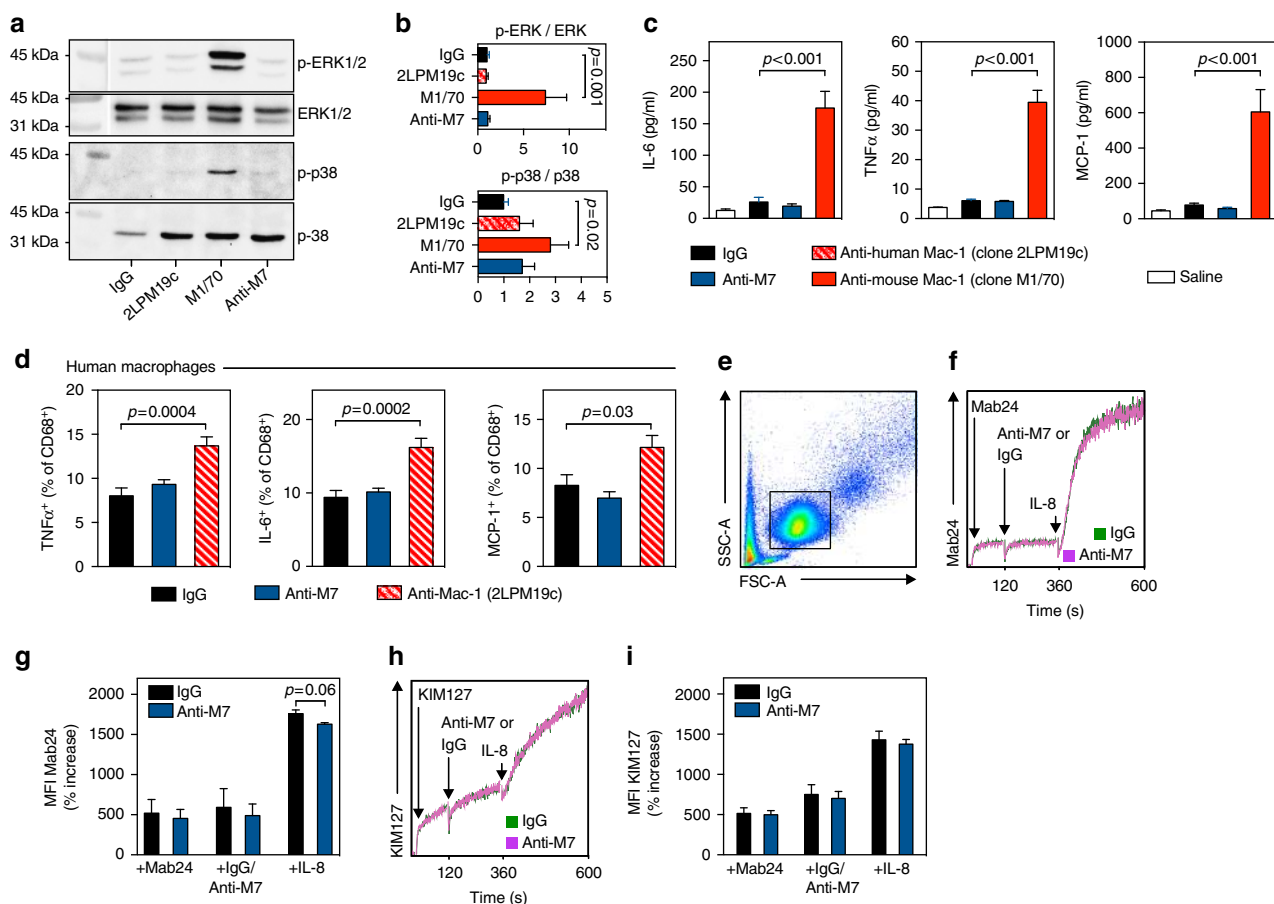 a
45 kDa
p-ERK1/2
45 kDa
31 kDa
ERK1/2
45 kDa
p-p38
45 kDa
31 kDa
p-38
IgG
2LPM19c
M1/70
Anti-M7
b
p-ERK / ERK
IgG
2LPM19c
M1/70
Anti-M7
p=0.001
0 5 10
p-p38 / p38
IgG
2LPM19c
M1/70
Anti-M7
p=0.02
0 1 2 3 4 5
c
IL-6 (pg/ml)
250
200
150
100
50
0
p<0.001
TNFα (pg/ml)
60
50
40
30
20
10
0
p<0.001
MCP-1 (pg/ml)
1000
800
600
400
200
0
p<0.001
IgG
Anti-human Mac-1 (clone 2LPM19c)
Anti-M7
Anti-mouse Mac-1 (clone M1/70)
Saline
d
Human macrophages
TNFα⁺ (% of CD68⁺)
20
15
10
5
0
p=0.0004
IL-6⁺ (% of CD68⁺)
30
20
10
0
p=0.0002
MCP-1⁺ (% of CD68⁺)
20
15
10
5
0
p=0.03
IgG
Anti-M7
Anti-Mac-1 (2LPM19c)
e
SSC-A
FSC-A
f
Mab24
Anti-M7 or
IgG
IL-8
IgG
Anti-M7
Mab24
120 360 600
Time (s)
g
MFI Mab24
(% increase)
2000
1500
1000
500
0
IgG
Anti-M7
p=0.06
+Mab24
+IgG/
Anti-M7
+IL-8
h
KIM127
Anti-M7 or
IgG
IL-8
IgG
Anti-M7
KIM127
120 360 600
Time (s)
i
MFI KIM127
(% increase)
2000
1500
1000
500
0
IgG
Anti-M7
+Mab24
+IgG/
Anti-M7
+IL-8